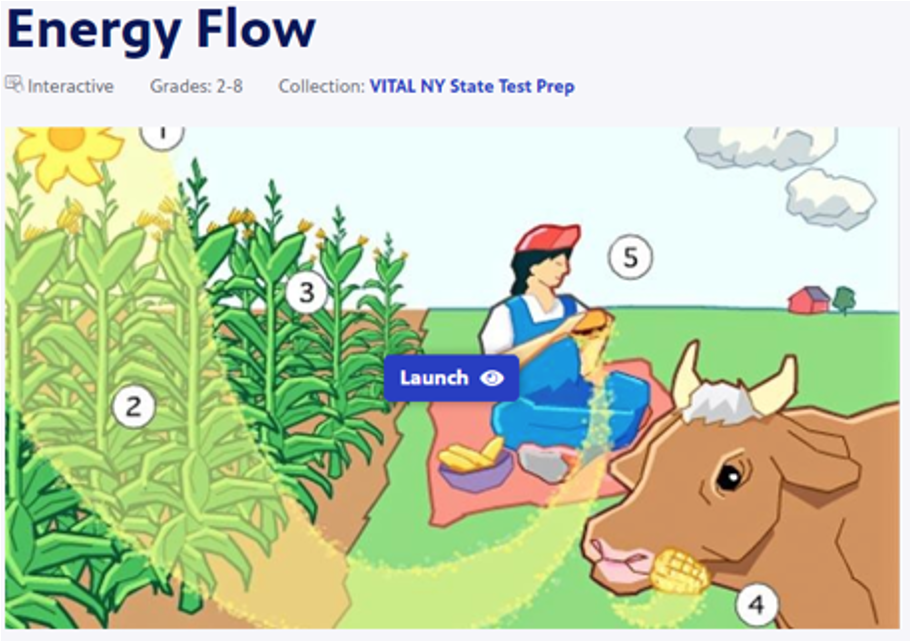 Energy Flow
Interactive Grades: 2-8 Collection: VITAL NY State Test Prep
1
5
3
Launch
2
4